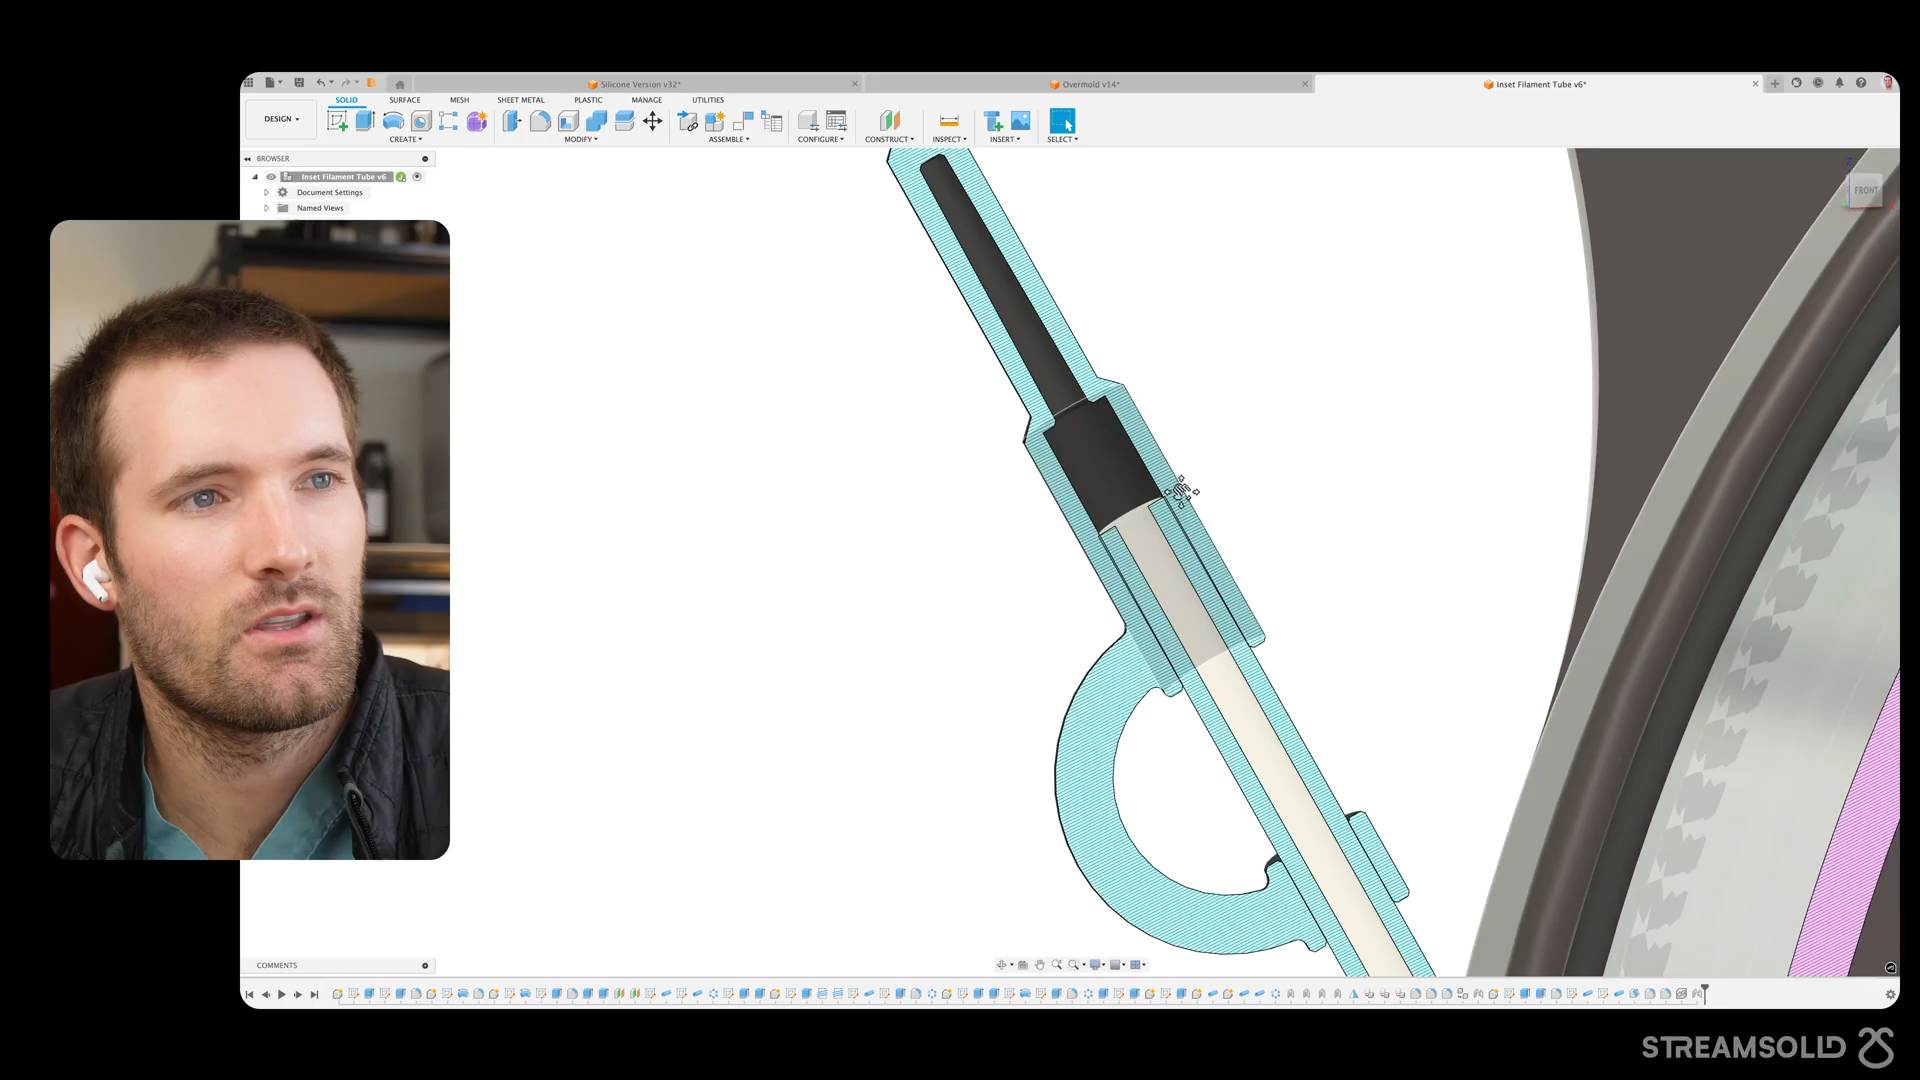 Silicone Version v32*
Overmold v14*
Inset Filament Tube v6*
SOLID
SURFACE
MESH
SHEET METAL
PLASTIC
MANAGE
UTILITIES
DESIGN
CREATE
MODIFY
ASSEMBLE
CONFIGURE
CONSTRUCT
INSPECT
INSERT
SELECT
BROWSER
Inset Filament Tube v6
Document Settings
Named Views
FRONT
Z
COMMENTS
STREAMSOLID